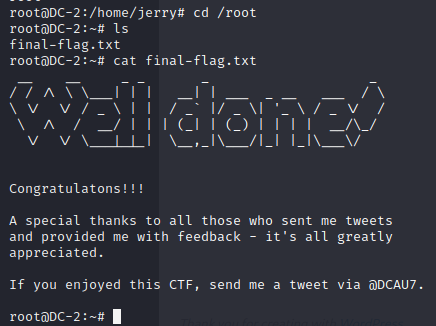 root@DC-2:/home/jerry# cd /root
root@DC-2:~# ls
final-flag.txt
root@DC-2:~# cat final-flag.txt
Well done!
Congratulatons!!!
A special thanks to all those who sent me tweets
and provided me with feedback - it's all greatly
appreciated.
If you enjoyed this CTF, send me a tweet via @DCAU7.
root@DC-2:~#